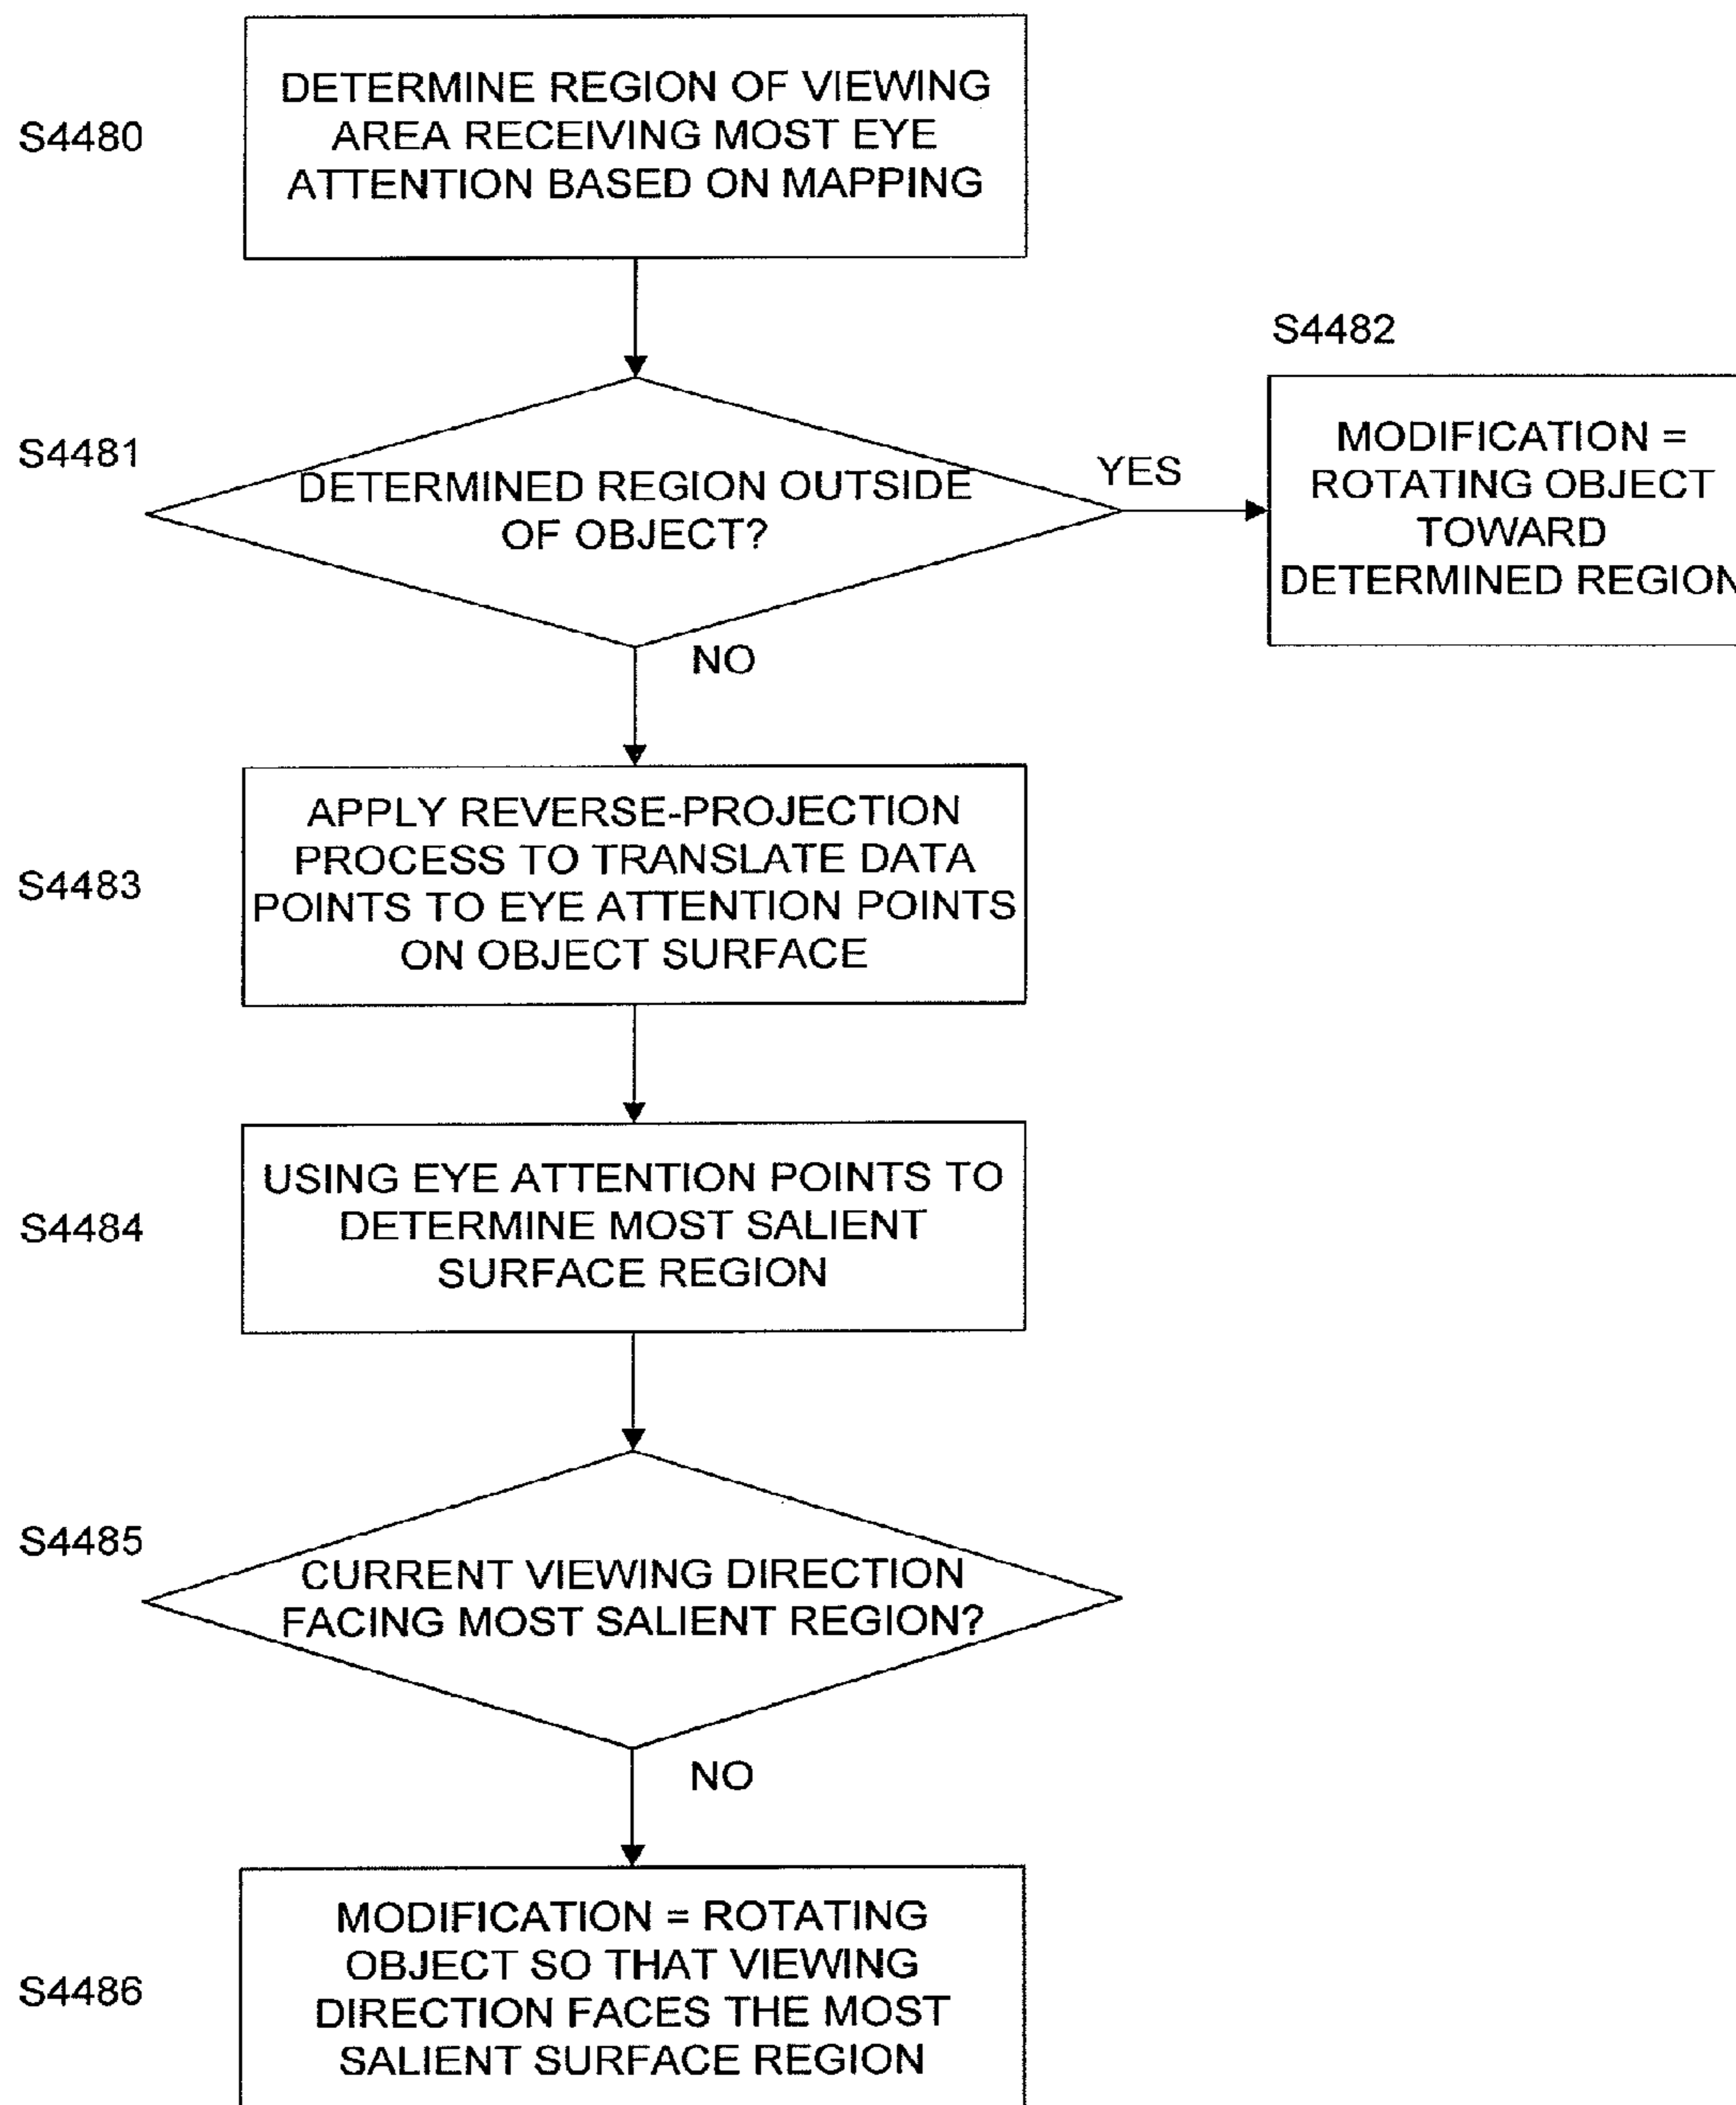 S4480
DETERMINE REGION OF VIEWING
AREA RECEIVING MOST EYE
ATTENTION BASED ON MAPPING
S4481
DETERMINED REGION OUTSIDE
OF OBJECT?
YES
S4482
MODIFICATION =
ROTATING OBJECT
TOWARD
DETERMINED REGION
NO
S4483
APPLY REVERSE-PROJECTION
PROCESS TO TRANSLATE DATA
POINTS TO EYE ATTENTION POINTS
ON OBJECT SURFACE
S4484
USING EYE ATTENTION POINTS TO
DETERMINE MOST SALIENT
SURFACE REGION
S4485
CURRENT VIEWING DIRECTION
FACING MOST SALIENT REGION?
NO
S4486
MODIFICATION = ROTATING
OBJECT SO THAT VIEWING
DIRECTION FACES THE MOST
SALIENT SURFACE REGION